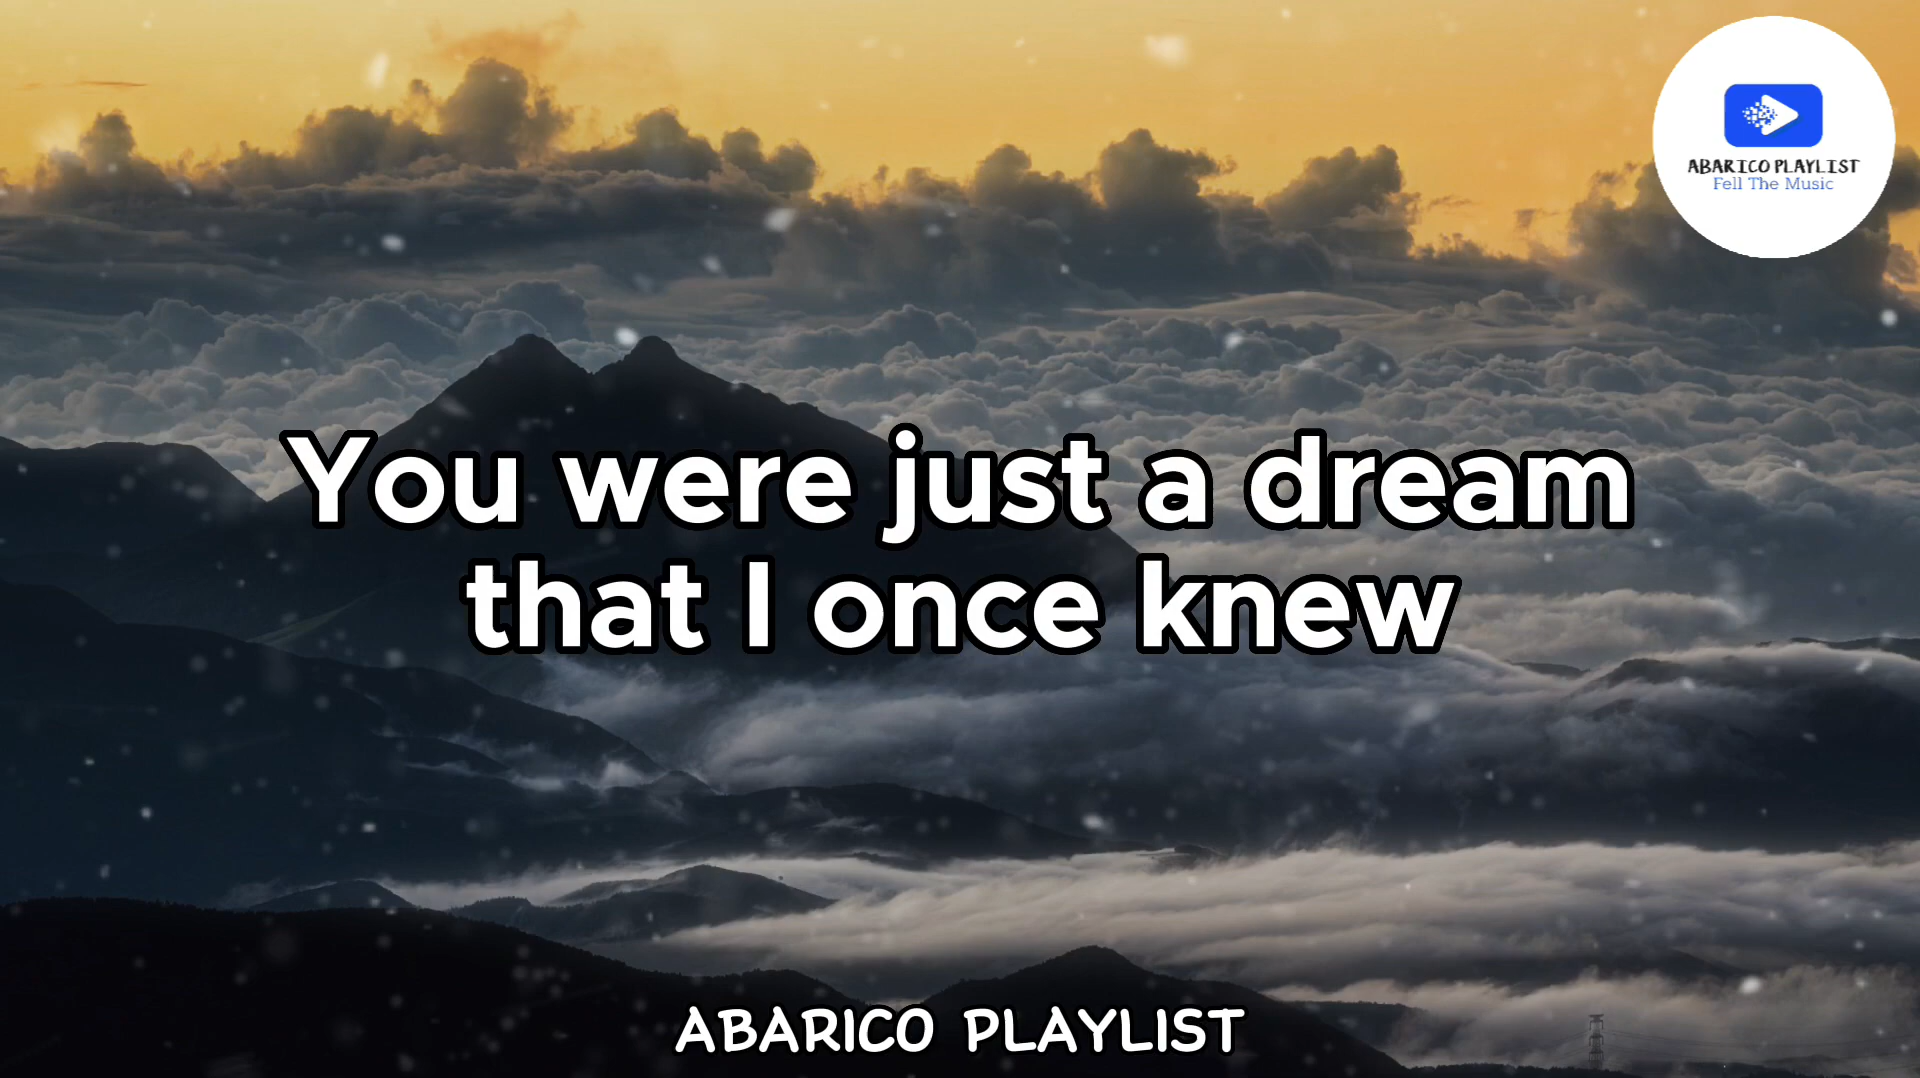 ABARICO PLAYLIST
Fell The Music
You were just a dream
that I once knew
ABARICO PLAYLIST